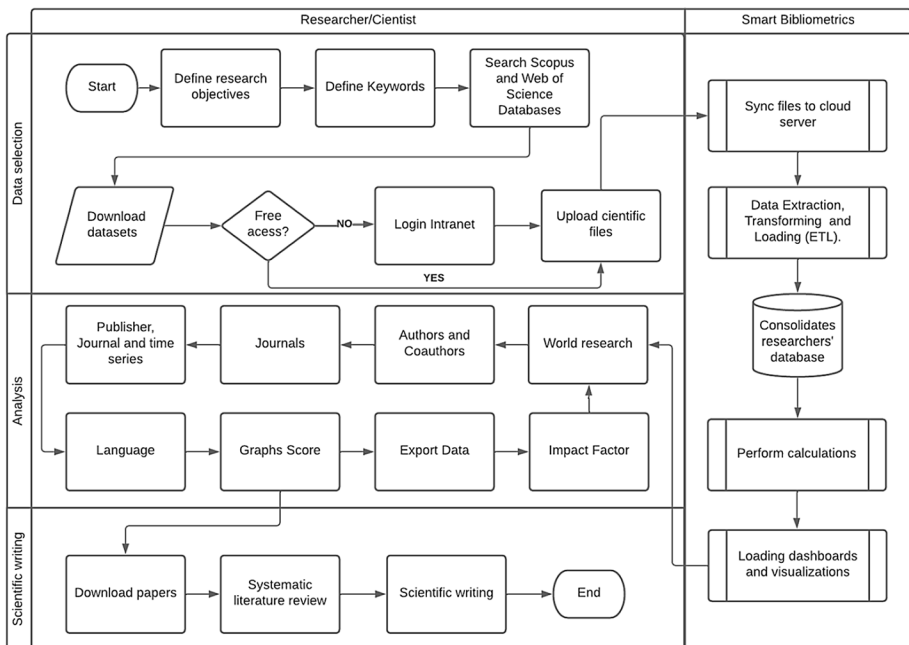 Researcher/Cientist
Smart Bibliometrics
Data selection
Start
Define research
objectives
Define Keywords
Search Scopus
and Web of
Science
Databases
Sync files to cloud
server
Download
datasets
Free
acess?
NO
Login Intranet
Upload cientific
files
YES
Data Extraction,
Transforming and
Loading (ETL).
Consolidates
researchers'
database
Analysis
Publisher,
Journal and time
series
Journals
Authors and
Coauthors
World research
Language
Graphs Score
Export Data
Impact Factor
Perform calculations
Loading dashboards
and visualizations
Scientific writing
Download papers
Systematic
literature review
Scientific writing
End